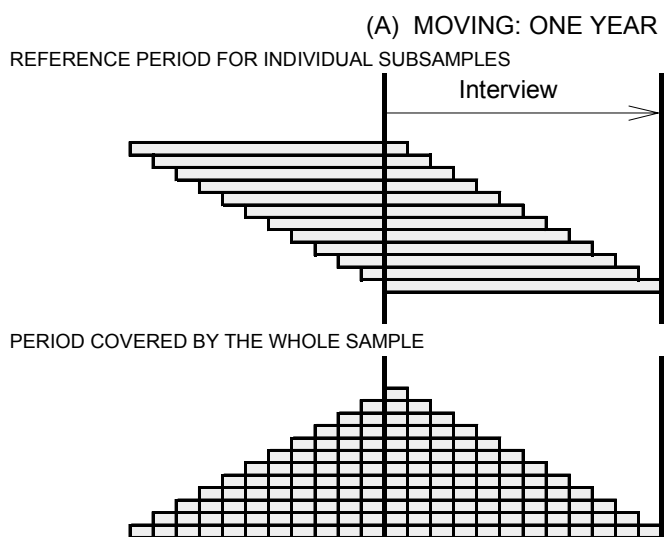 (A) MOVING: ONE YEAR
REFERENCE PERIOD FOR INDIVIDUAL SUBSAMPLES
Interview
PERIOD COVERED BY THE WHOLE SAMPLE